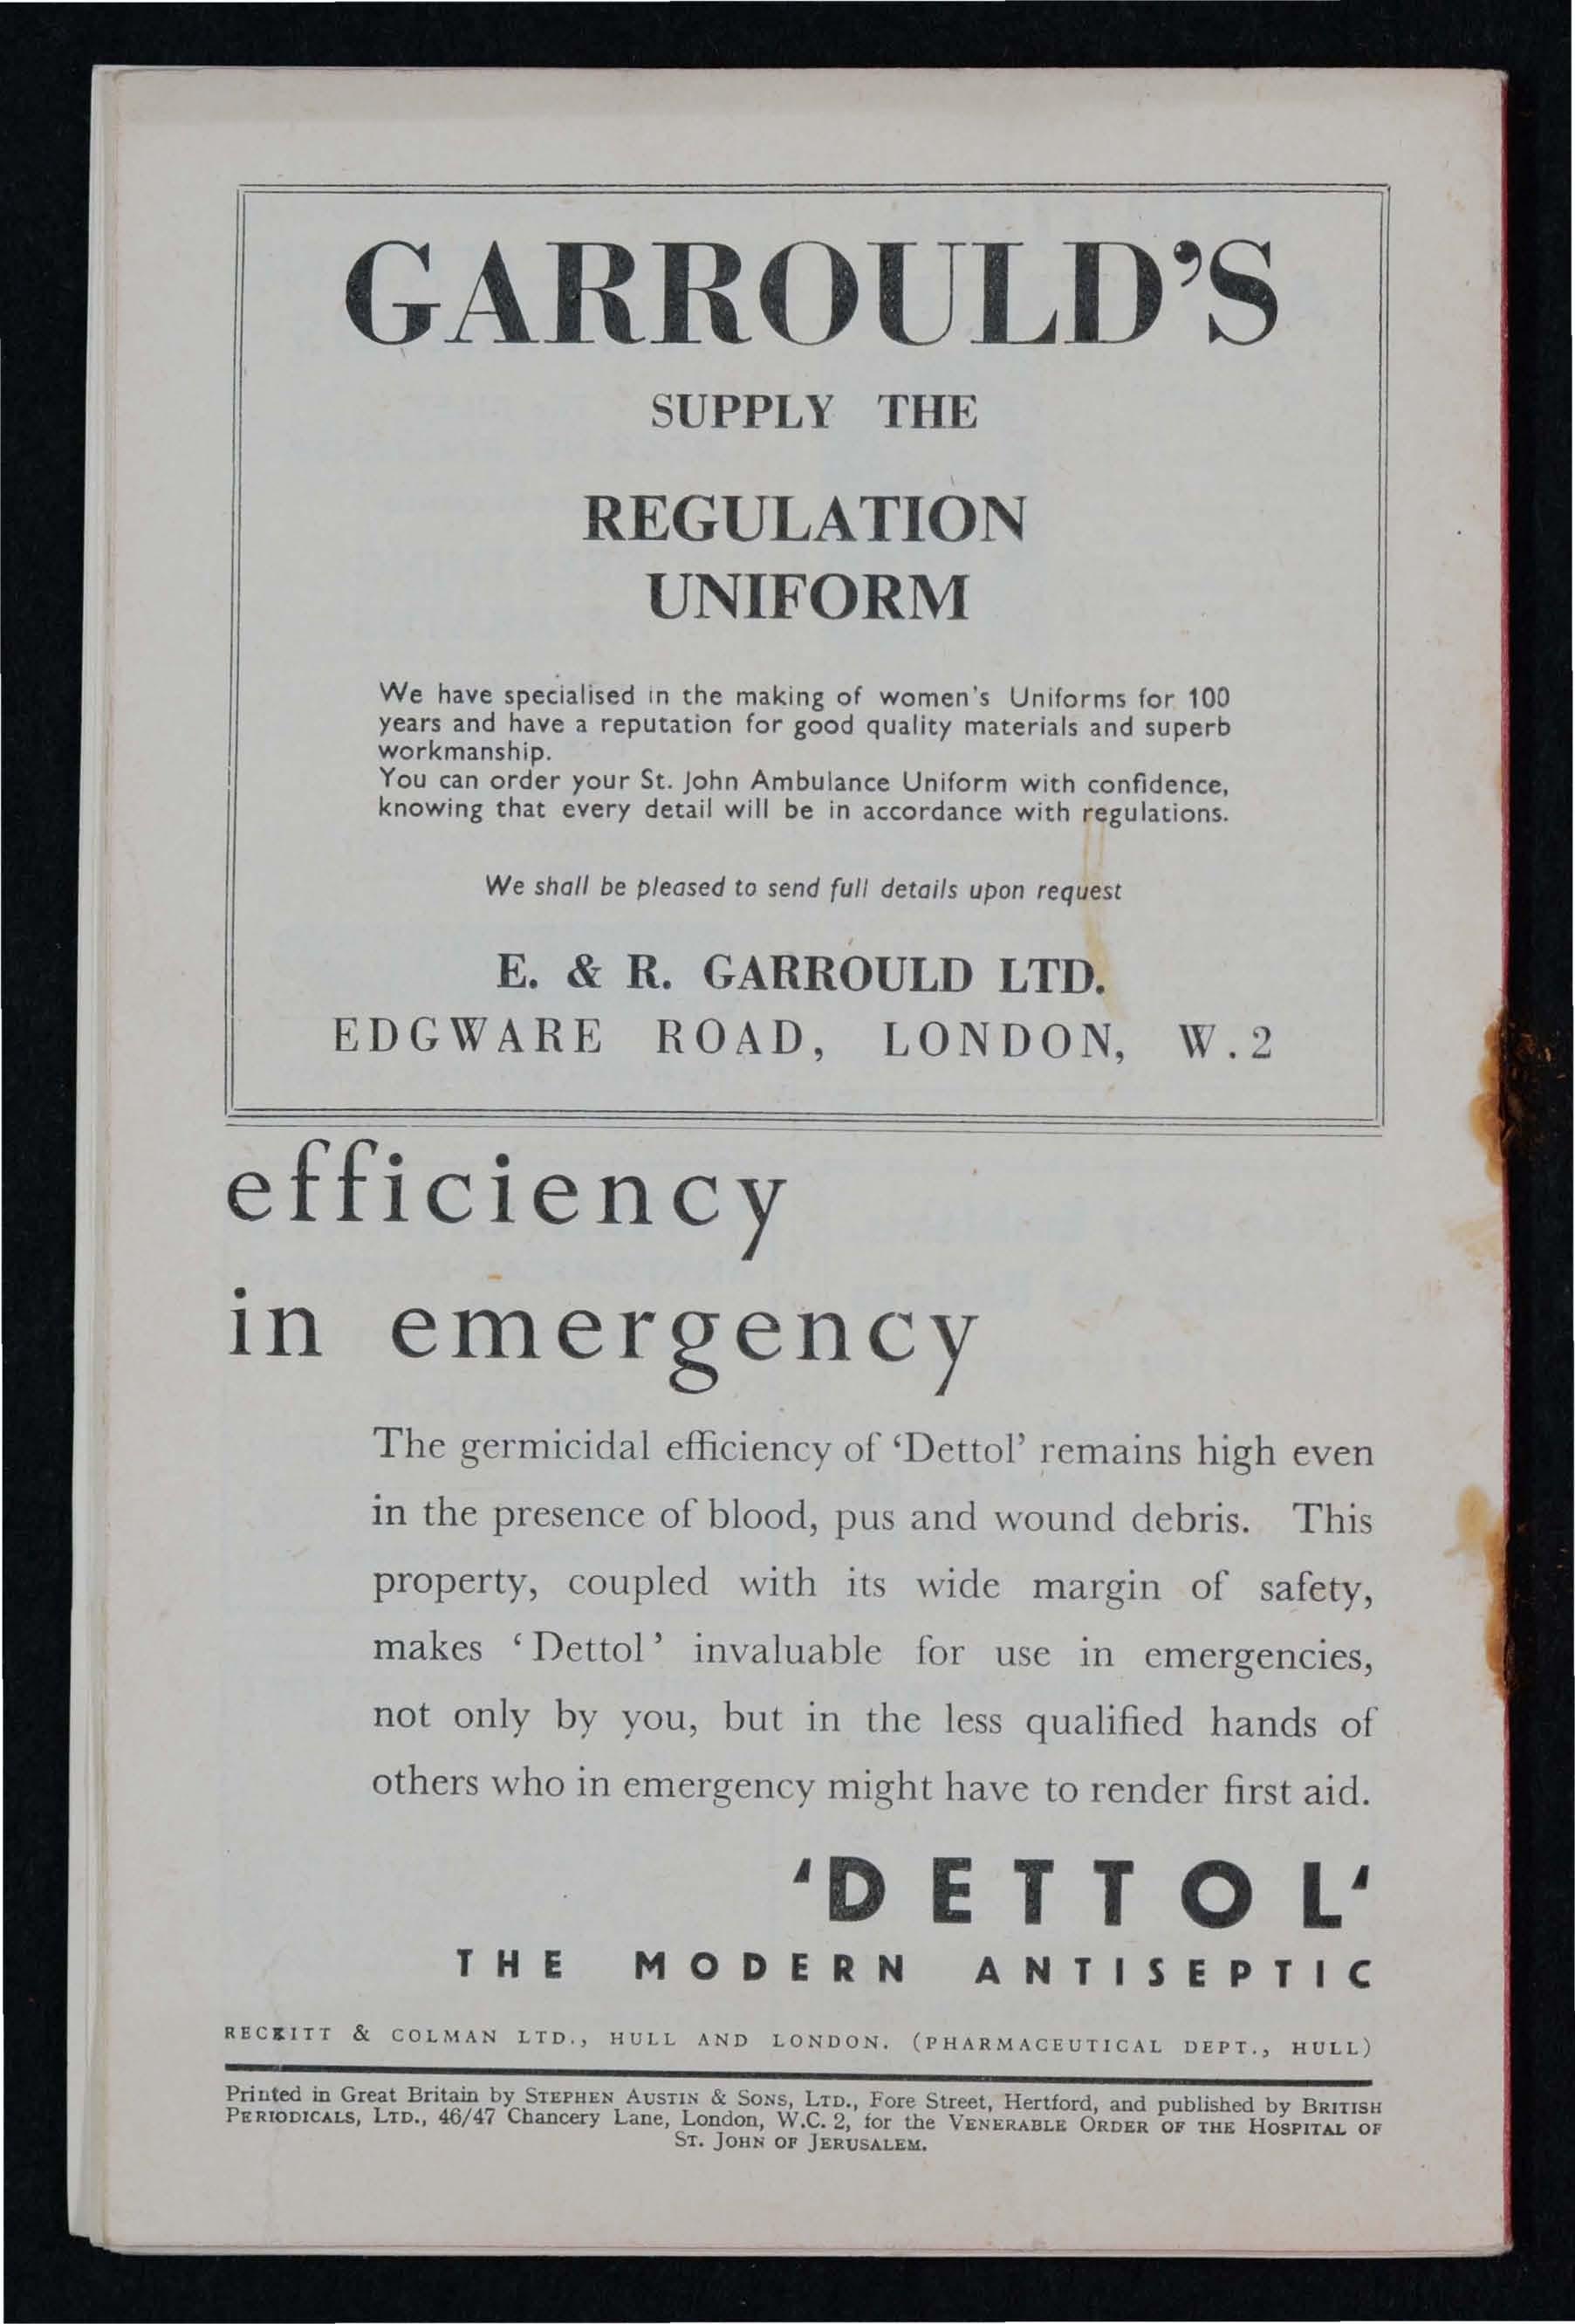 GARROULD'S
SUPPLY THE
REGULATION
UNIFORM
We have specialised in the making of women's Uniforms for 100
years and have a reputation for good quality materials and superb
workmanship.
You can order your St. John Ambulance Uniform with confidence,
knowing that every detail will be in accordance with regulations.
We shall be pleased to send full details upon request
E. & R. GARROULD LTD.
EDGWARE ROAD, LONDON, W.2
efficiency
in emergency
The germicidal efficiency of 'Dettol' remains high even
in the presence of blood, pus and wound debris. This
property, coupled with its wide margin of safety,
makes 'Dettol' invaluable for use in emergencies,
not only by you, but in the less qualified hands of
others who in emergency might have to render first aid.
'DETTOL'
THE MODERN ANTISEPTIC
RECKITT & COLMAN LTD., HULL AND LONDON. (PHARMACEUTICAL DEPT., HULL)
Printed in Great Britain by STEPHEN AUSTIN & SONS, LTD., Fore Street, Hertford, and published by BRITISH
PERIODICALS, LTD., 46/47 Chancery Lane, London, W.C. 2, for the VENERABLE ORDER OF THE HOSPITAL OF
ST. JOHN OF JERUSALEM.